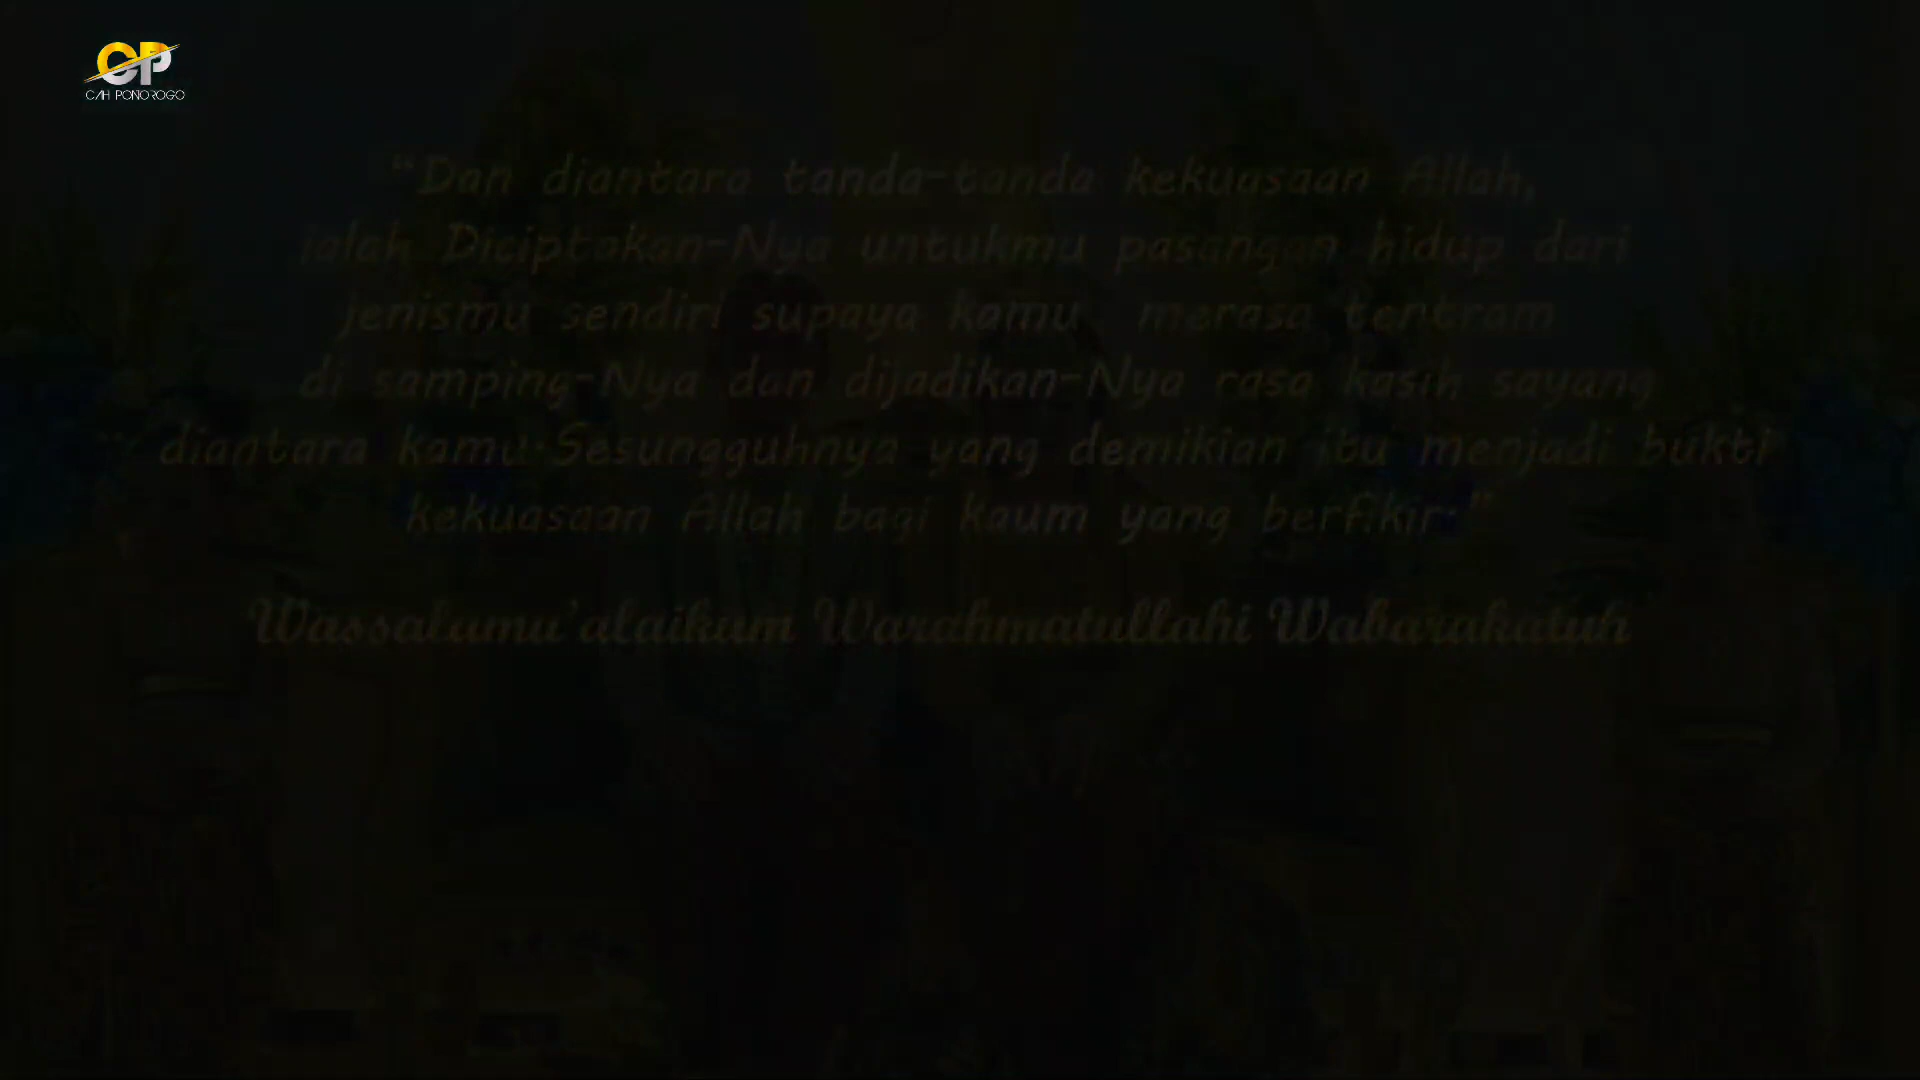 CP
CAH PONOROGO
“Dan diantara tanda-tanda kekuasaan Allah,
ialah Diciptakan-Nya untukmu pasangan hidup dari
jenismu sendiri supaya kamu merasa tentram
di samping-Nya dan dijadikan-Nya rasa kasih sayang
diantara kamu.Sesungguhnya yang demikian itu menjadi bukti
kekuasaan Allah bagi kaum yang berfikir.”
Wassalamu’alaikum Warahmatullahi Wabarakatuh